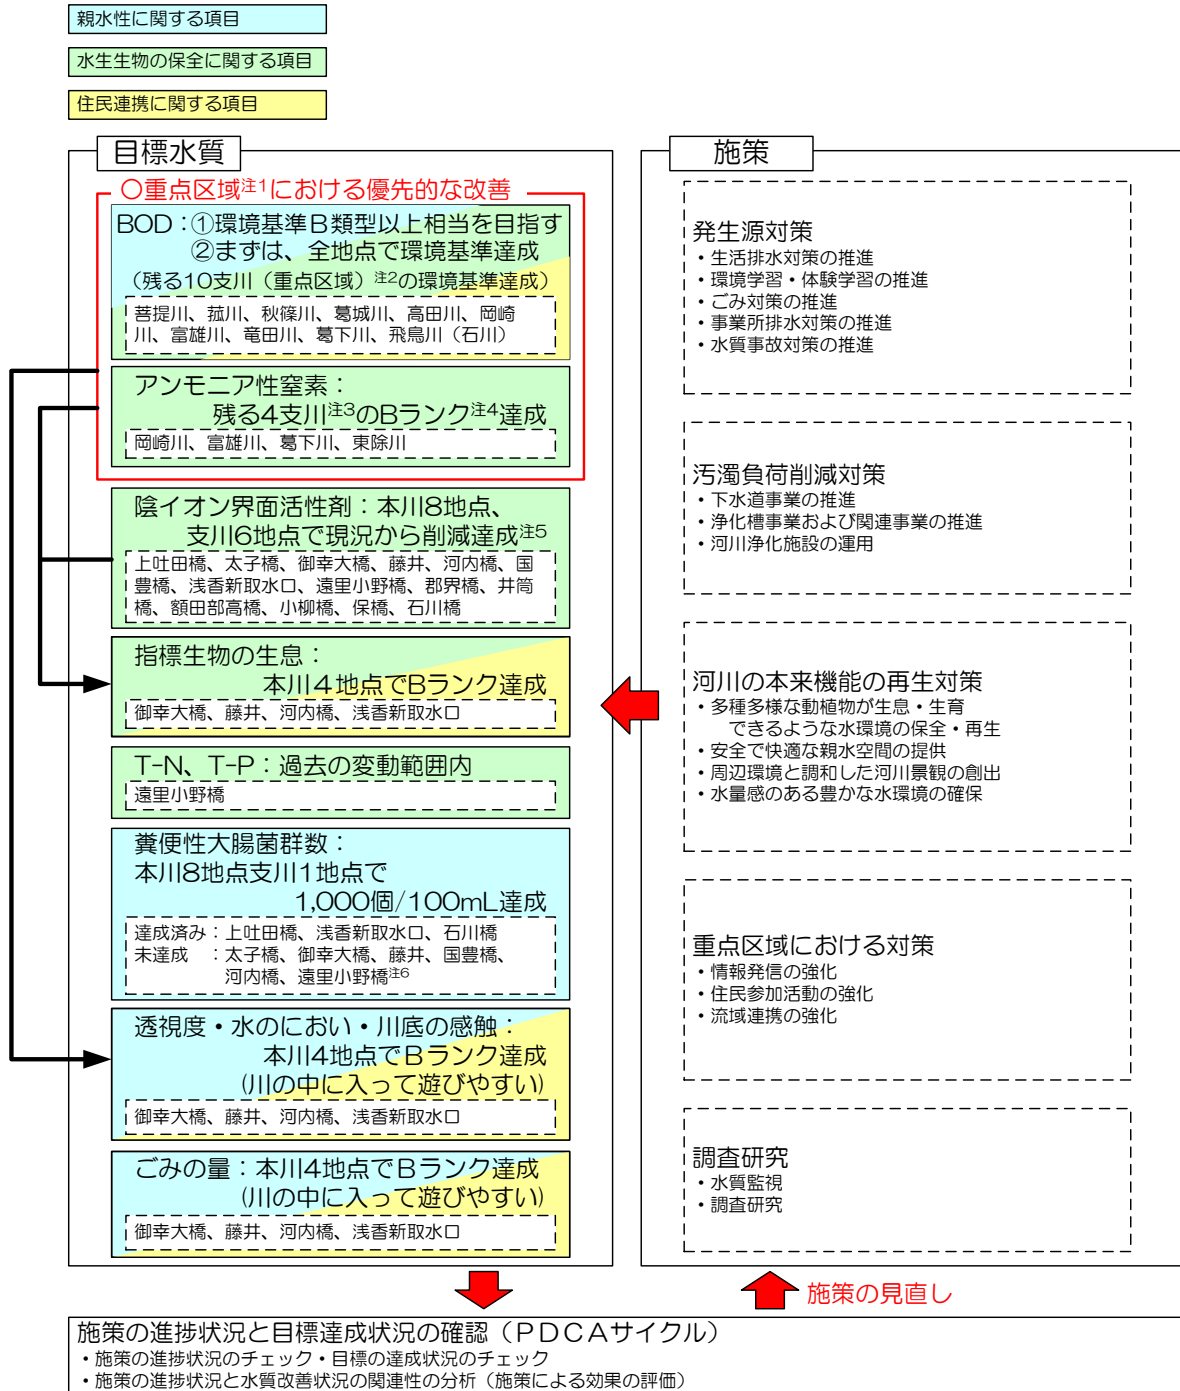 親水性に関する項目
水生生物の保全に関する項目
住民連携に関する項目
目標水質
〇重点区域注1における優先的な改善
BOD：①環境基準B類型以上相当を目指す
②まずは、全地点で環境基準達成
（残る10支川（重点区域）注2の環境基準達成）
菩提川、菰川、秋篠川、葛城川、高田川、岡崎
川、富雄川、竜田川、葛下川、飛鳥川（石川）
アンモニア性窒素：
残る4支川注3のBランク注4達成
岡崎川、富雄川、葛下川、東除川
陰イオン界面活性剤：本川8地点、
支川6地点で現況から削減達成注5
上吐田橋、太子橋、御幸大橋、藤井、河内橋、国
豊橋、浅香新取水口、遠里小野橋、郡界橋、井筒
橋、額田部高橋、小柳橋、保橋、石川橋
指標生物の生息：
本川4地点でBランク達成
御幸大橋、藤井、河内橋、浅香新取水口
T-N、T-P：過去の変動範囲内
遠里小野橋
糞便性大腸菌群数：
本川8地点支川1地点で
1,000個/100mL達成
達成済み：上吐田橋、浅香新取水口、石川橋
未達成　：太子橋、御幸大橋、藤井、国豊橋、
河内橋、遠里小野橋注6
透視度・水のにおい・川底の感触：
本川4地点でBランク達成
(川の中に入って遊びやすい)
御幸大橋、藤井、河内橋、浅香新取水口
ごみの量：本川4地点でBランク達成
(川の中に入って遊びやすい)
御幸大橋、藤井、河内橋、浅香新取水口
施策
発生源対策
・生活排水対策の推進
・環境学習・体験学習の推進
・ごみ対策の推進
・事業所排水対策の推進
・水質事故対策の推進
汚濁負荷削減対策
・下水道事業の推進
・浄化槽事業および関連事業の推進
・河川浄化施設の運用
河川の本来機能の再生対策
・多種多様な動植物が生息・生育
できるような水環境の保全・再生
・安全で快適な親水空間の提供
・周辺環境と調和した河川景観の創出
・水量感のある豊かな水環境の確保
重点区域における対策
・情報発信の強化
・住民参加活動の強化
・流域連携の強化
調査研究
・水質監視
・調査研究
施策の見直し
施策の進捗状況と目標達成状況の確認（PDCAサイクル）
・施策の進捗状況のチェック・目標の達成状況のチェック
・施策の進捗状況と水質改善状況の関連性の分析（施策による効果の評価）